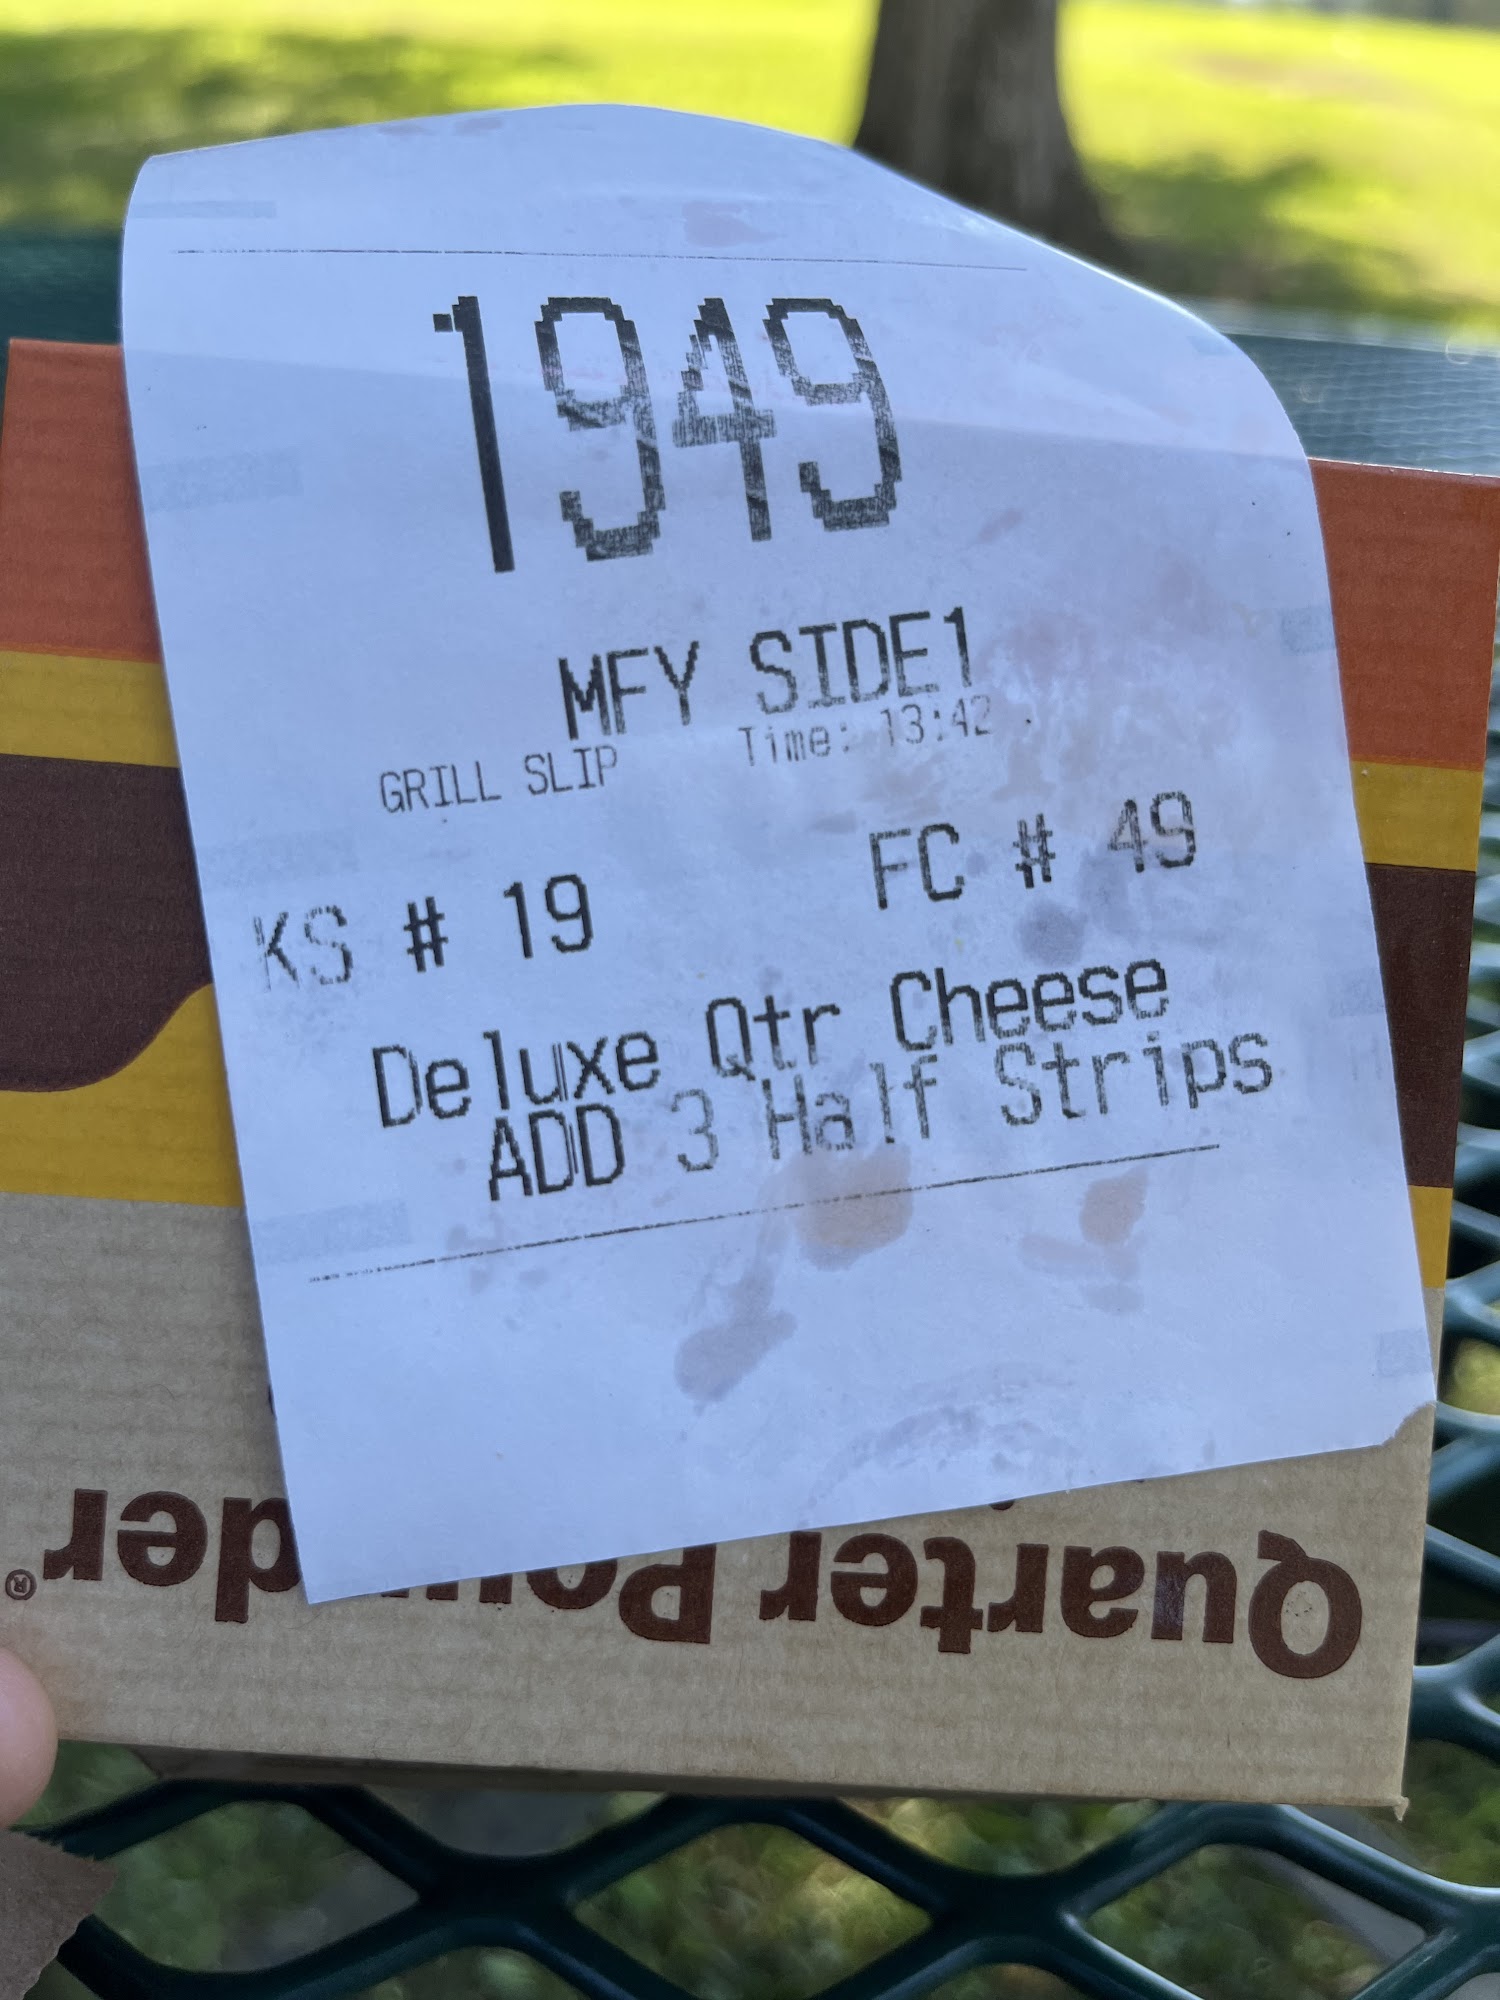 1949
MFY SIDE1
GRILL SLIP Time: 13:42
KS # 19 FC # 49
Deluxe Qtr Cheese
ADD 3 Half Strips
Quarter Pounder®